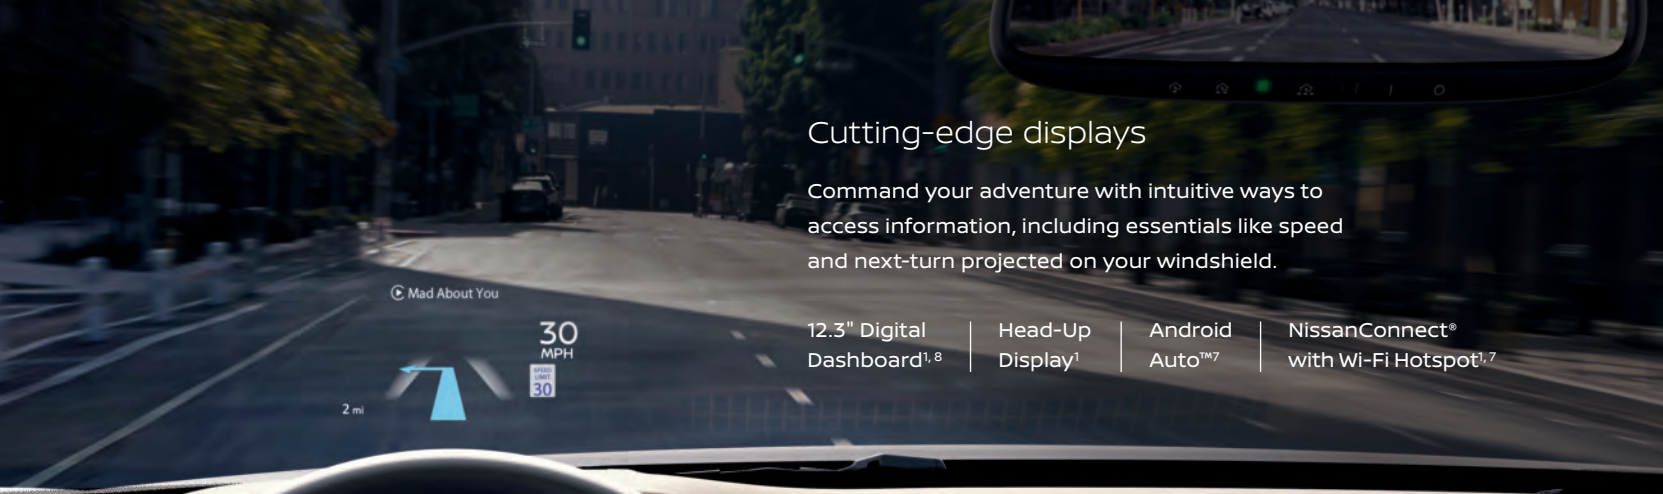 Cutting-edge displays
Command your adventure with intuitive ways to
access information, including essentials like speed
and next-turn projected on your windshield.
Mad About You
30
MPH
SPEED
LIMIT
30
2 mi
12.3" Digital
Dashboard1, 8
Head-Up
Display1
Android
Auto™7
NissanConnect®
with Wi-Fi Hotspot1, 7